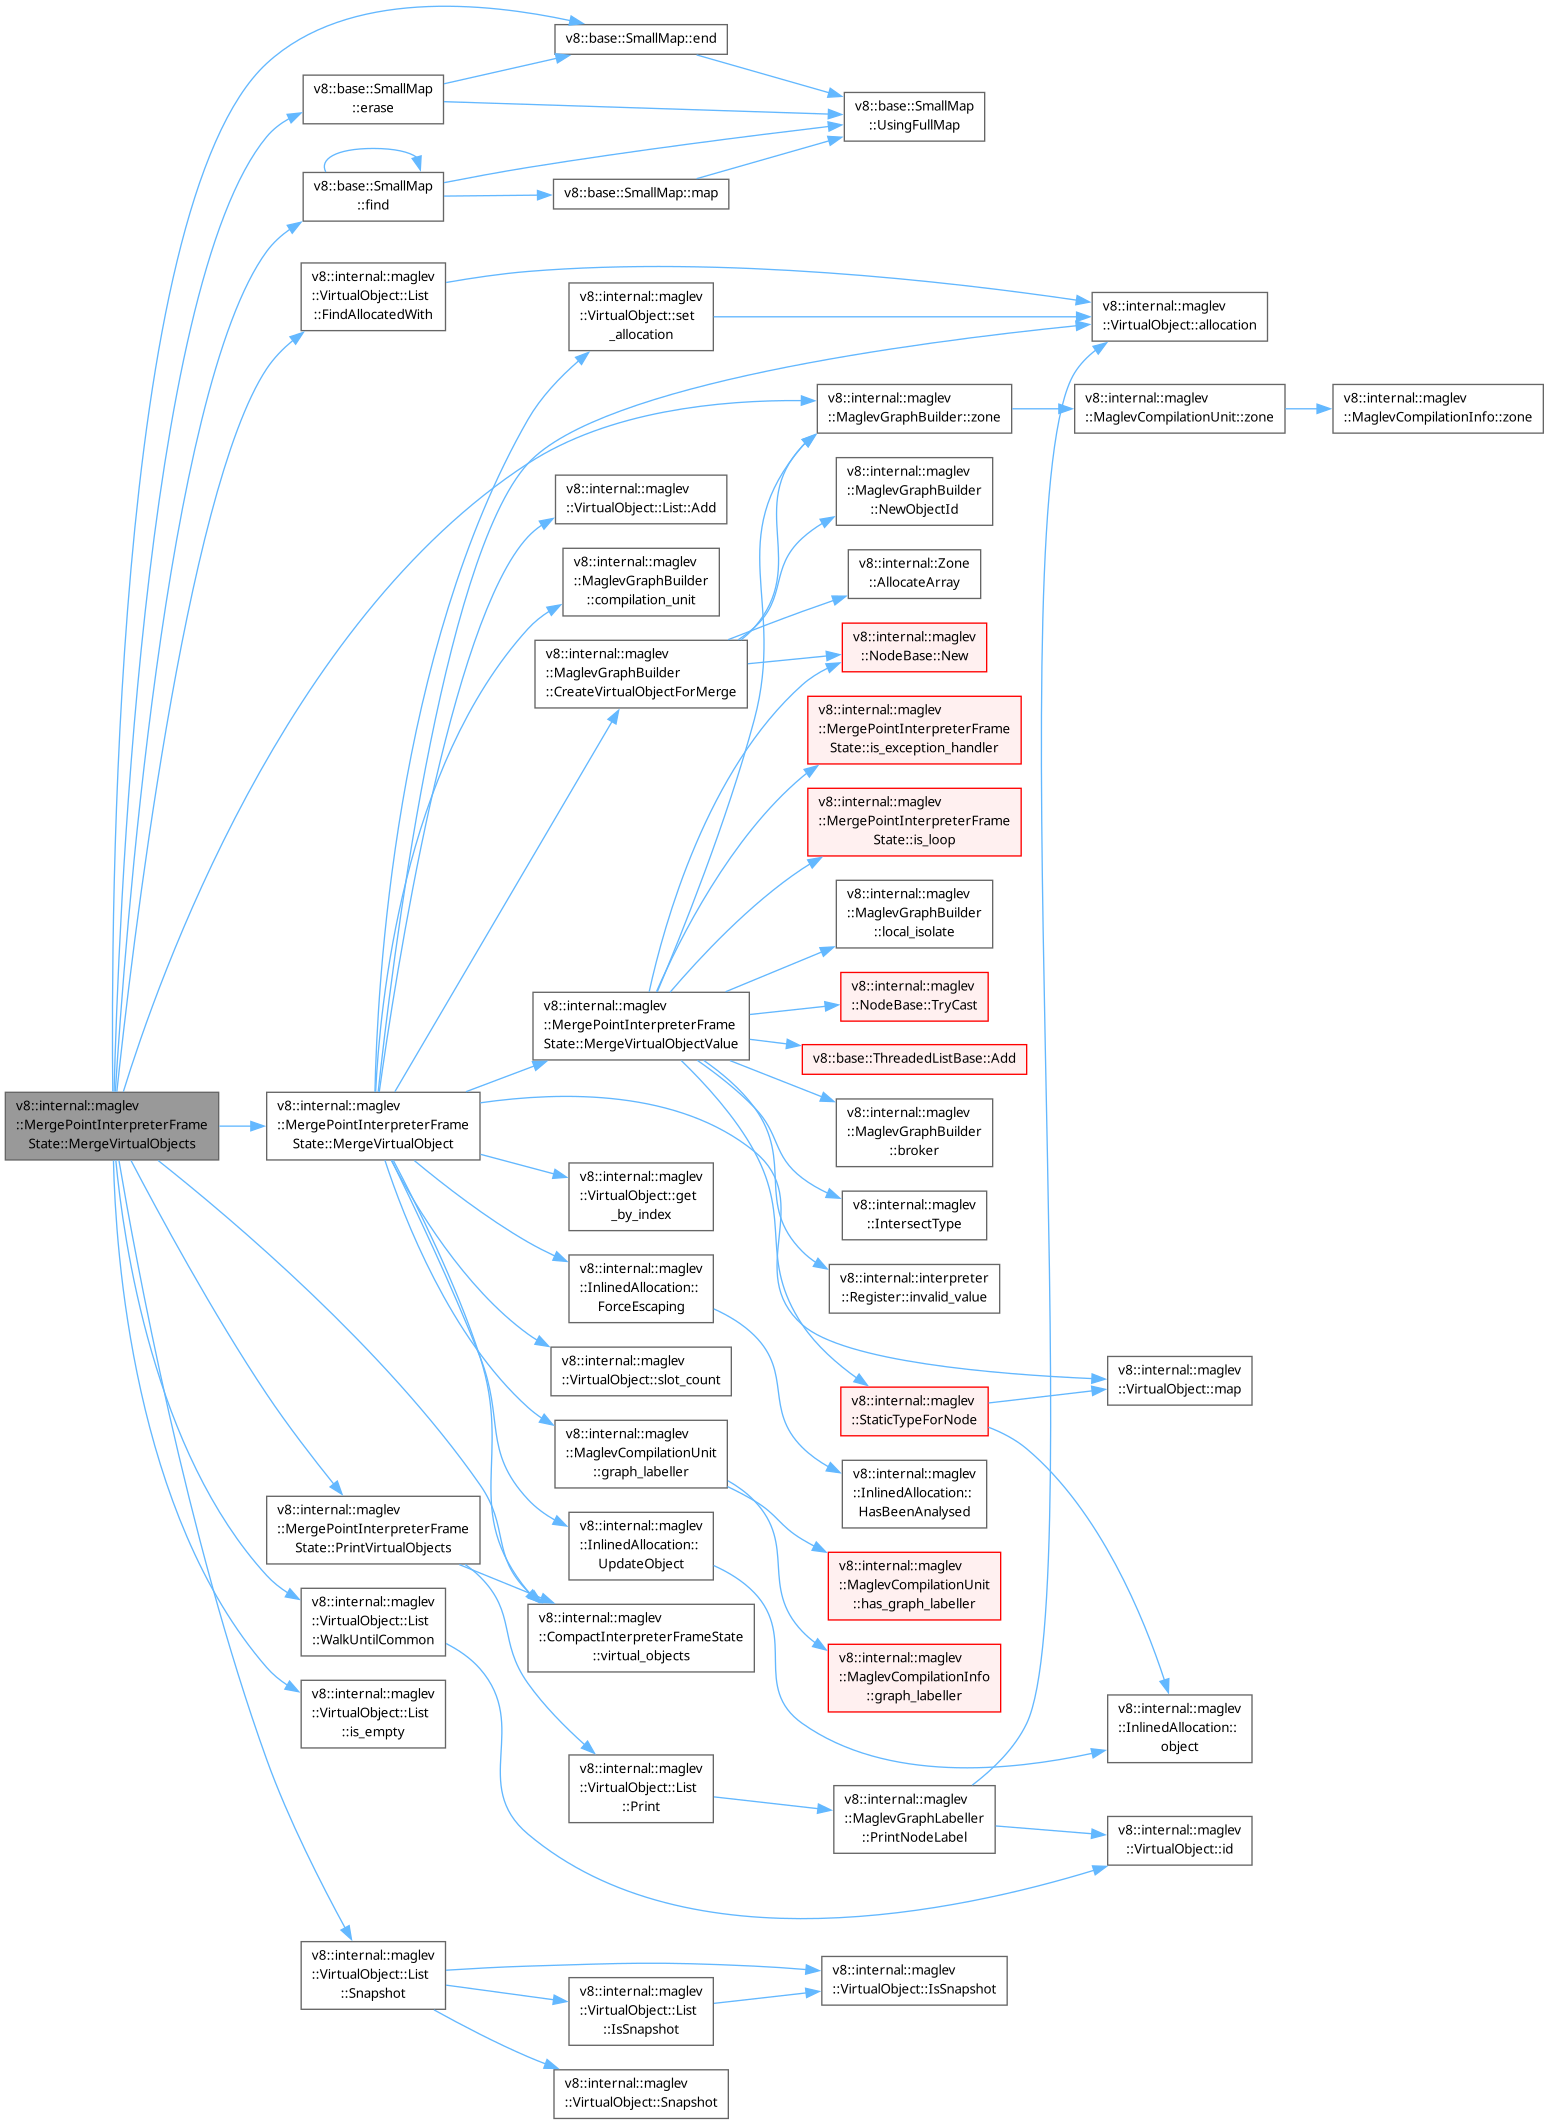 v8::base::SmallMap::end
v8::base::SmallMap
::erase
v8::base::SmallMap
::UsingFullMap
v8::base::SmallMap
::find
v8::base::SmallMap::map
v8::internal::maglev
::VirtualObject::List
::FindAllocatedWith
v8::internal::maglev
::VirtualObject::set
_allocation
v8::internal::maglev
::VirtualObject::allocation
v8::internal::maglev
::MaglevGraphBuilder::zone
v8::internal::maglev
::MaglevCompilationUnit::zone
v8::internal::maglev
::MaglevCompilationInfo::zone
v8::internal::maglev
::VirtualObject::List::Add
v8::internal::maglev
::MaglevGraphBuilder
::NewObjectId
v8::internal::maglev
::MaglevGraphBuilder
::compilation_unit
v8::internal::Zone
::AllocateArray
v8::internal::maglev
::MaglevGraphBuilder
::CreateVirtualObjectForMerge
v8::internal::maglev
::NodeBase::New
v8::internal::maglev
::MergePointInterpreterFrame
State::is_exception_handler
v8::internal::maglev
::MergePointInterpreterFrame
State::is_loop
v8::internal::maglev
::MaglevGraphBuilder
::local_isolate
v8::internal::maglev
::NodeBase::TryCast
v8::internal::maglev
::MergePointInterpreterFrame
State::MergeVirtualObjectValue
v8::base::ThreadedListBase::Add
v8::internal::maglev
::MergePointInterpreterFrame
State::MergeVirtualObjects
v8::internal::maglev
::MergePointInterpreterFrame
State::MergeVirtualObject
v8::internal::maglev
::MaglevGraphBuilder
::broker
v8::internal::maglev
::VirtualObject::get
_by_index
v8::internal::maglev
::IntersectType
v8::internal::maglev
::InlinedAllocation::
ForceEscaping
v8::internal::interpreter
::Register::invalid_value
v8::internal::maglev
::VirtualObject::slot_count
v8::internal::maglev
::VirtualObject::map
v8::internal::maglev
::StaticTypeForNode
v8::internal::maglev
::MaglevCompilationUnit
::graph_labeller
v8::internal::maglev
::InlinedAllocation::
HasBeenAnalysed
v8::internal::maglev
::MergePointInterpreterFrame
State::PrintVirtualObjects
v8::internal::maglev
::InlinedAllocation::
UpdateObject
v8::internal::maglev
::MaglevCompilationUnit
::has_graph_labeller
v8::internal::maglev
::VirtualObject::List
::WalkUntilCommon
v8::internal::maglev
::CompactInterpreterFrameState
::virtual_objects
v8::internal::maglev
::MaglevCompilationInfo
::graph_labeller
v8::internal::maglev
::VirtualObject::List
::is_empty
v8::internal::maglev
::InlinedAllocation::
object
v8::internal::maglev
::VirtualObject::List
::Print
v8::internal::maglev
::MaglevGraphLabeller
::PrintNodeLabel
v8::internal::maglev
::VirtualObject::id
v8::internal::maglev
::VirtualObject::List
::Snapshot
v8::internal::maglev
::VirtualObject::IsSnapshot
v8::internal::maglev
::VirtualObject::List
::IsSnapshot
v8::internal::maglev
::VirtualObject::Snapshot